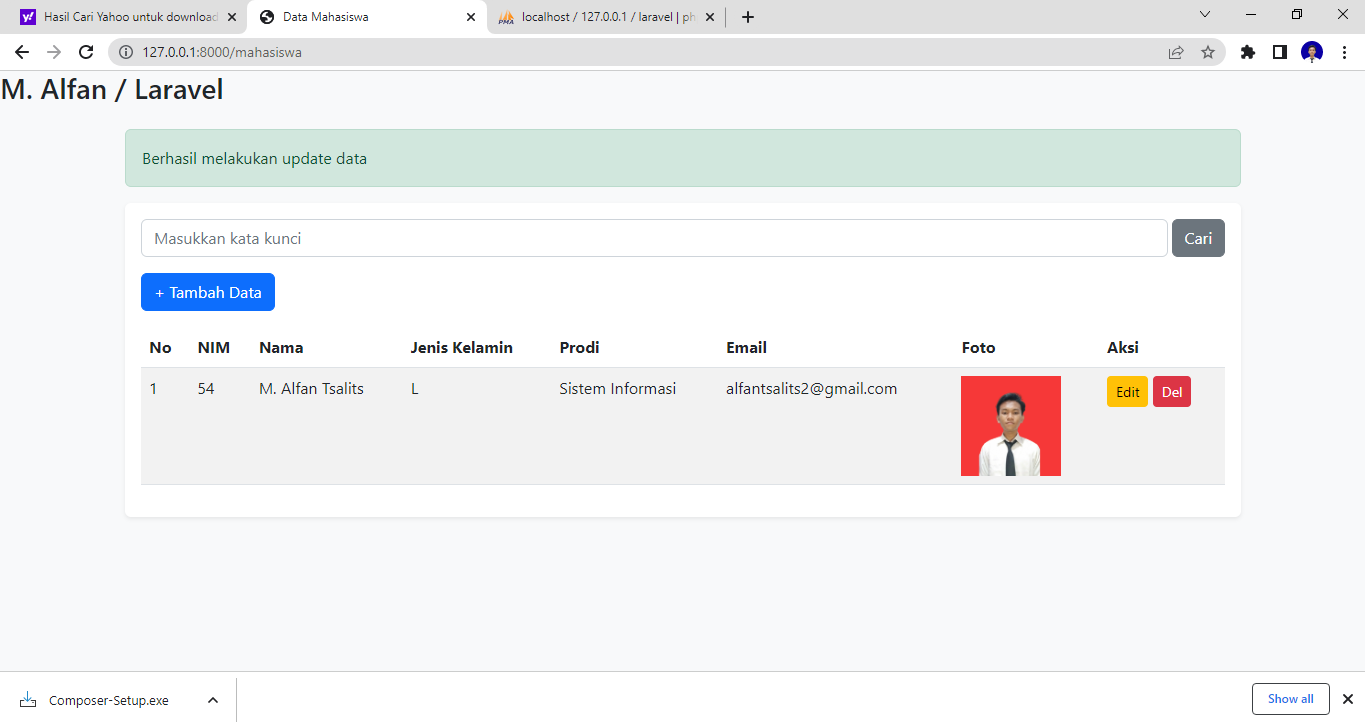 Hasil Cari Yahoo untuk download
Data Mahasiswa
localhost / 127.0.0.1 / laravel | ph
127.0.0.1:8000/mahasiswa
M. Alfan / Laravel
Berhasil melakukan update data
Masukkan kata kunci
Cari
+ Tambah Data
No NIM Nama Jenis Kelamin Prodi Email Foto Aksi
1 54 M. Alfan Tsalits L Sistem Informasi alfantsalits2@gmail.com Edit Del
Composer-Setup.exe
Show all